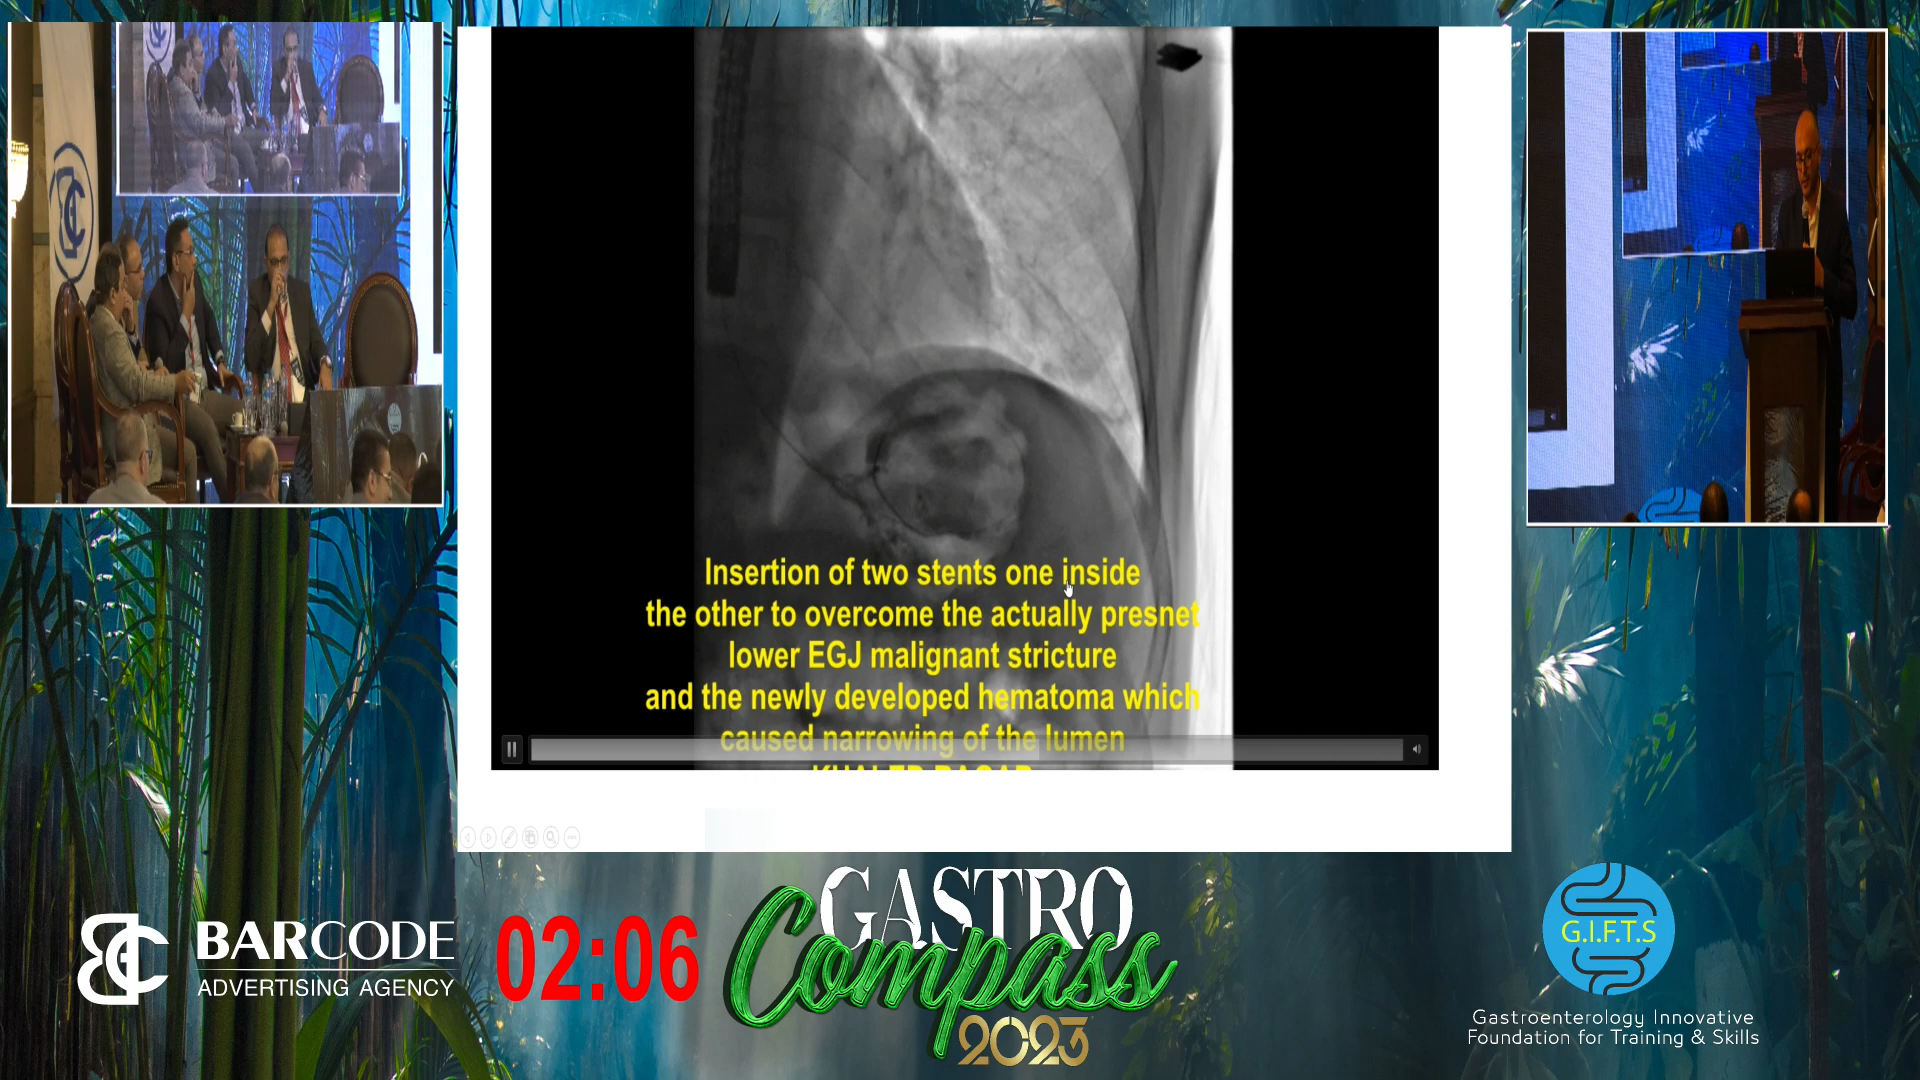 Insertion of two stents one inside
the other to overcome the actually presnet
lower EGJ malignant stricture
and the newly developed hematoma which
caused narrowing of the lumen
BARCODE
ADVERTISING AGENCY
02:06
GASTRO
Compass
2023
G.I.F.T.S
Gastroenterology Innovative
Foundation for Training & Skills